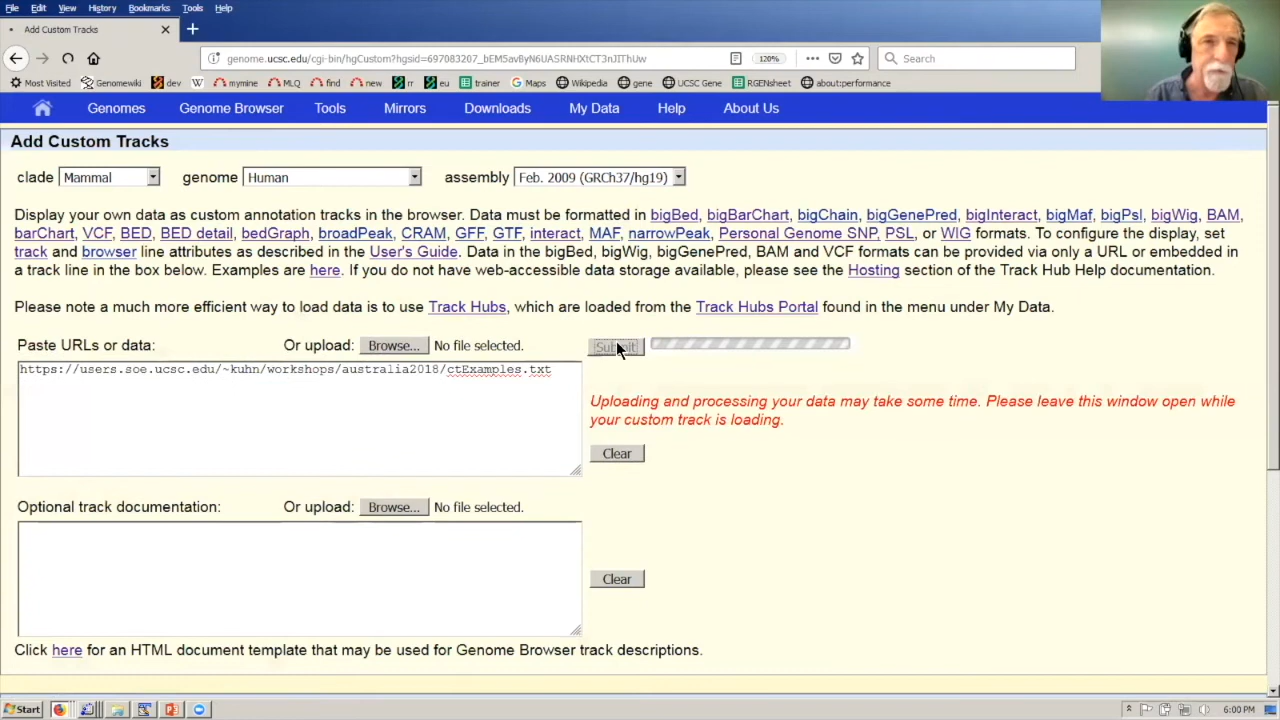 File Edit View History Bookmarks Tools Help
Add Custom Tracks
genome.ucsc.edu/cgi-bin/hgCustom?hgsid=697083207_bEM5avByN6UASRNHXtCT3nJIThUw 120% Search
Most Visited Genomewiki dev mymine MLQ find new rr eu trainer Maps Wikipedia gene UCSC Gene RGENsheet about:performance
Genomes Genome Browser Tools Mirrors Downloads My Data Help About Us
Add Custom Tracks
clade Mammal genome Human assembly Feb. 2009 (GRCh37/hg19)
Display your own data as custom annotation tracks in the browser. Data must be formatted in bigBed, bigBarChart, bigChain, bigGenePred, bigInteract, bigMaf, bigPsl, bigWig, BAM,
barChart, VCF, BED, BED detail, bedGraph, broadPeak, CRAM, GFF, GTF, interact, MAF, narrowPeak, Personal Genome SNP, PSL, or WIG formats. To configure the display, set
track and browser line attributes as described in the User's Guide. Data in the bigBed, bigWig, bigGenePred, BAM and VCF formats can be provided via only a URL or embedded in
a track line in the box below. Examples are here. If you do not have web-accessible data storage available, please see the Hosting section of the Track Hub Help documentation.
Please note a much more efficient way to load data is to use Track Hubs, which are loaded from the Track Hubs Portal found in the menu under My Data.
Paste URLs or data: Or upload: Browse... No file selected. Submit
https://users.soe.ucsc.edu/~kuhn/workshops/australia2018/ctExamples.txt
Uploading and processing your data may take some time. Please leave this window open while
your custom track is loading.
Clear
Optional track documentation: Or upload: Browse... No file selected.
Clear
Click here for an HTML document template that may be used for Genome Browser track descriptions.
Start 6:00 PM